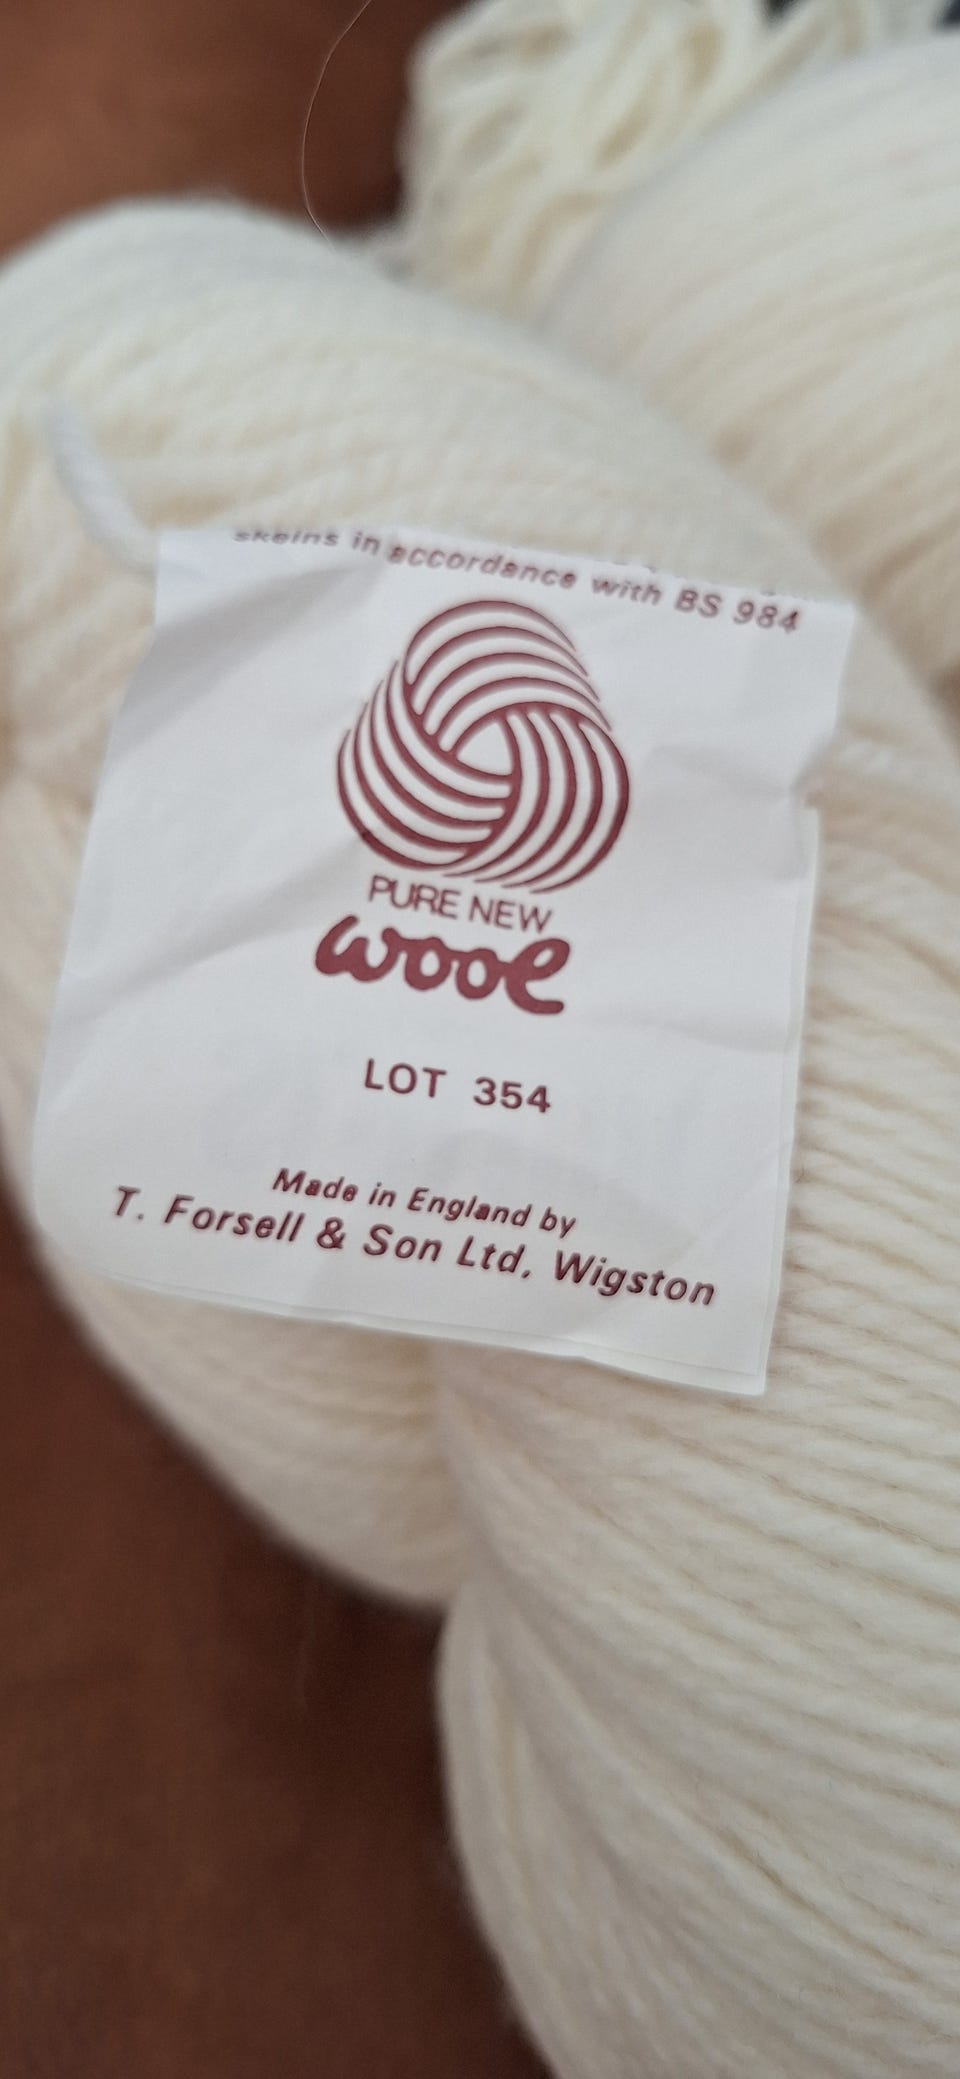 skeins in accordance with BS 984
PURE NEW
wool
LOT 354
Made in England by
T. Forsell & Son Ltd, Wigston